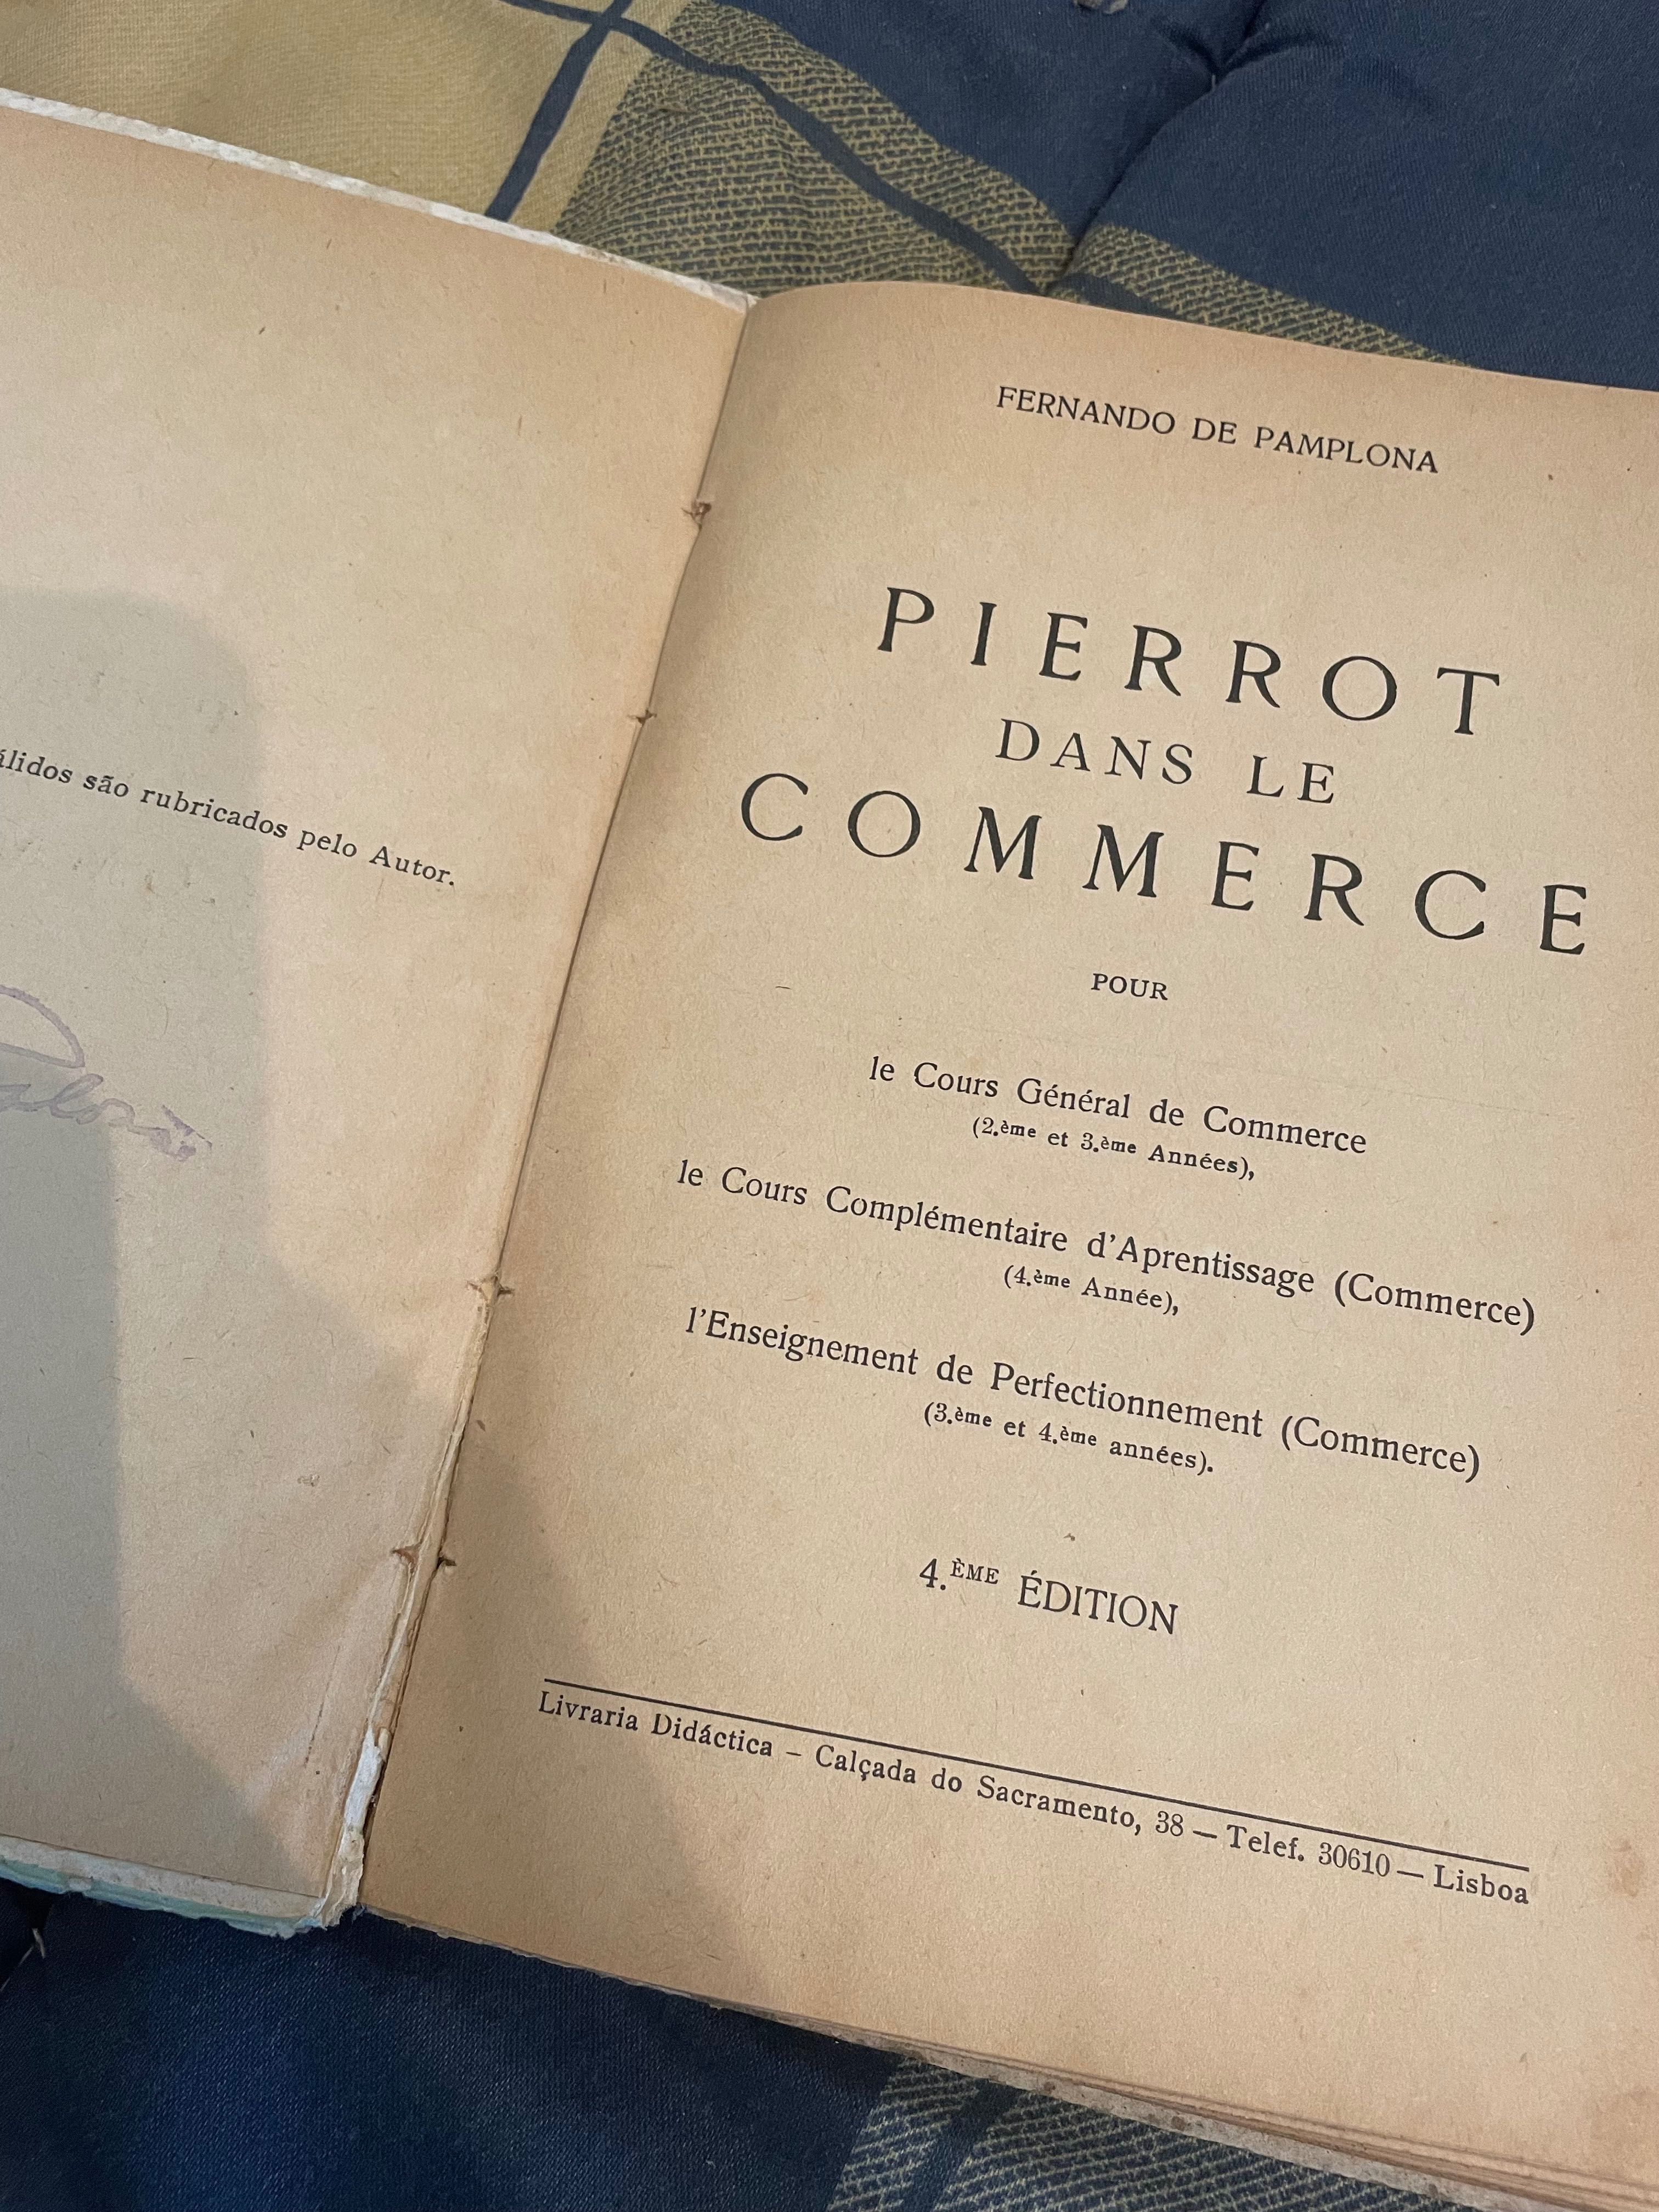 são rubricados pelo Autor.
FERNANDO DE PAMPLONA
PIERROT
DANS LE
COMMERCE
POUR
le Cours Général de Commerce
(2.ème et 3.ème Années),
le Cours Complémentaire d'Aprentissage (Commerce)
(4.ème Année),
l'Enseignement de Perfectionnement (Commerce)
(3.ème et 4.ème années).
4.ÈME ÉDITION
Livraria Didáctica – Calçada do Sacramento, 38 — Telef. 30610 — Lisboa